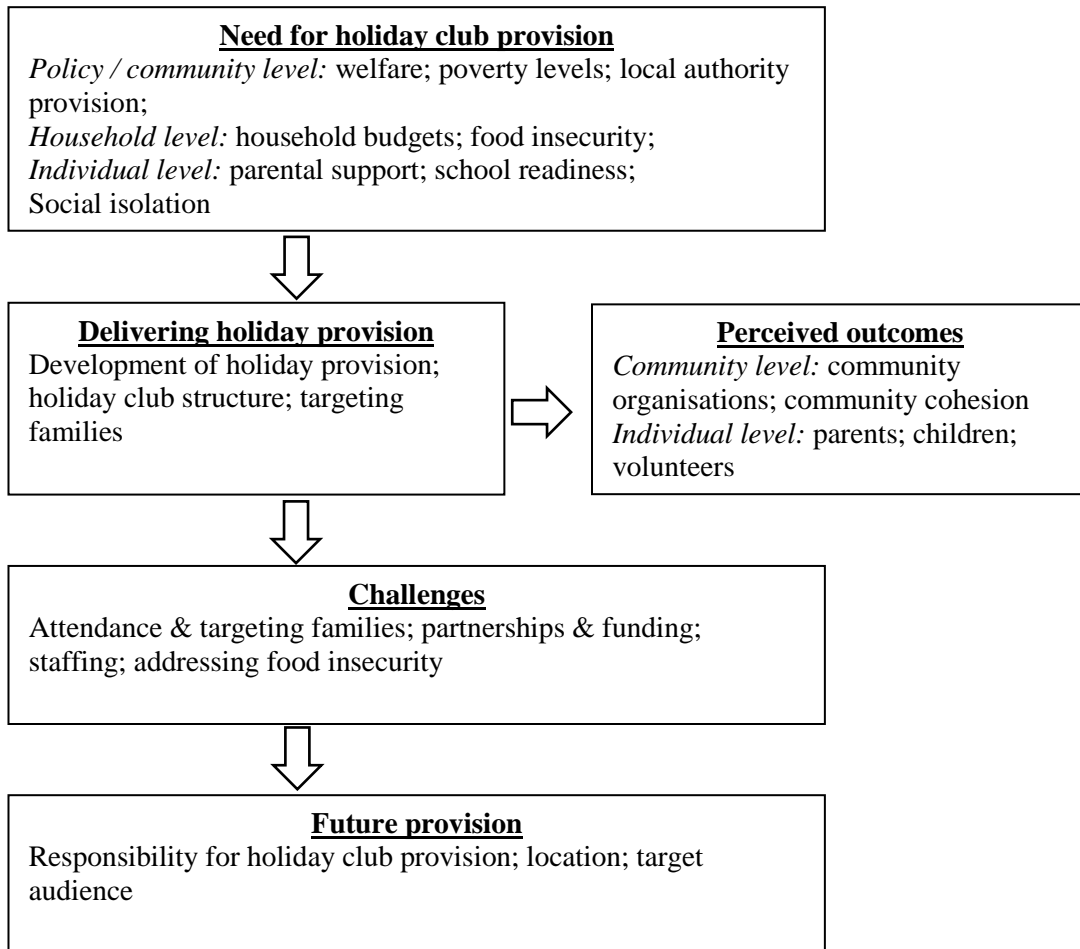 Need for holiday club provision
Policy / community level: welfare; poverty levels; local authority
provision;
Household level: household budgets; food insecurity;
Individual level: parental support; school readiness;
Social isolation
Delivering holiday provision
Development of holiday provision;
holiday club structure; targeting
families
Perceived outcomes
Community level: community
organisations; community cohesion
Individual level: parents; children;
volunteers
Challenges
Attendance & targeting families; partnerships & funding;
staffing; addressing food insecurity
Future provision
Responsibility for holiday club provision; location; target
audience